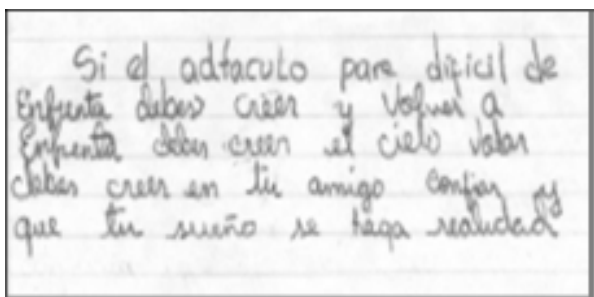 Si el adtaculo pare dificil de
Enfrenta debes creer y Volver a
Enfrenta debes creer el cielo volar
debes creer en tu amigo confiar y
que tu sueño se haga realidad